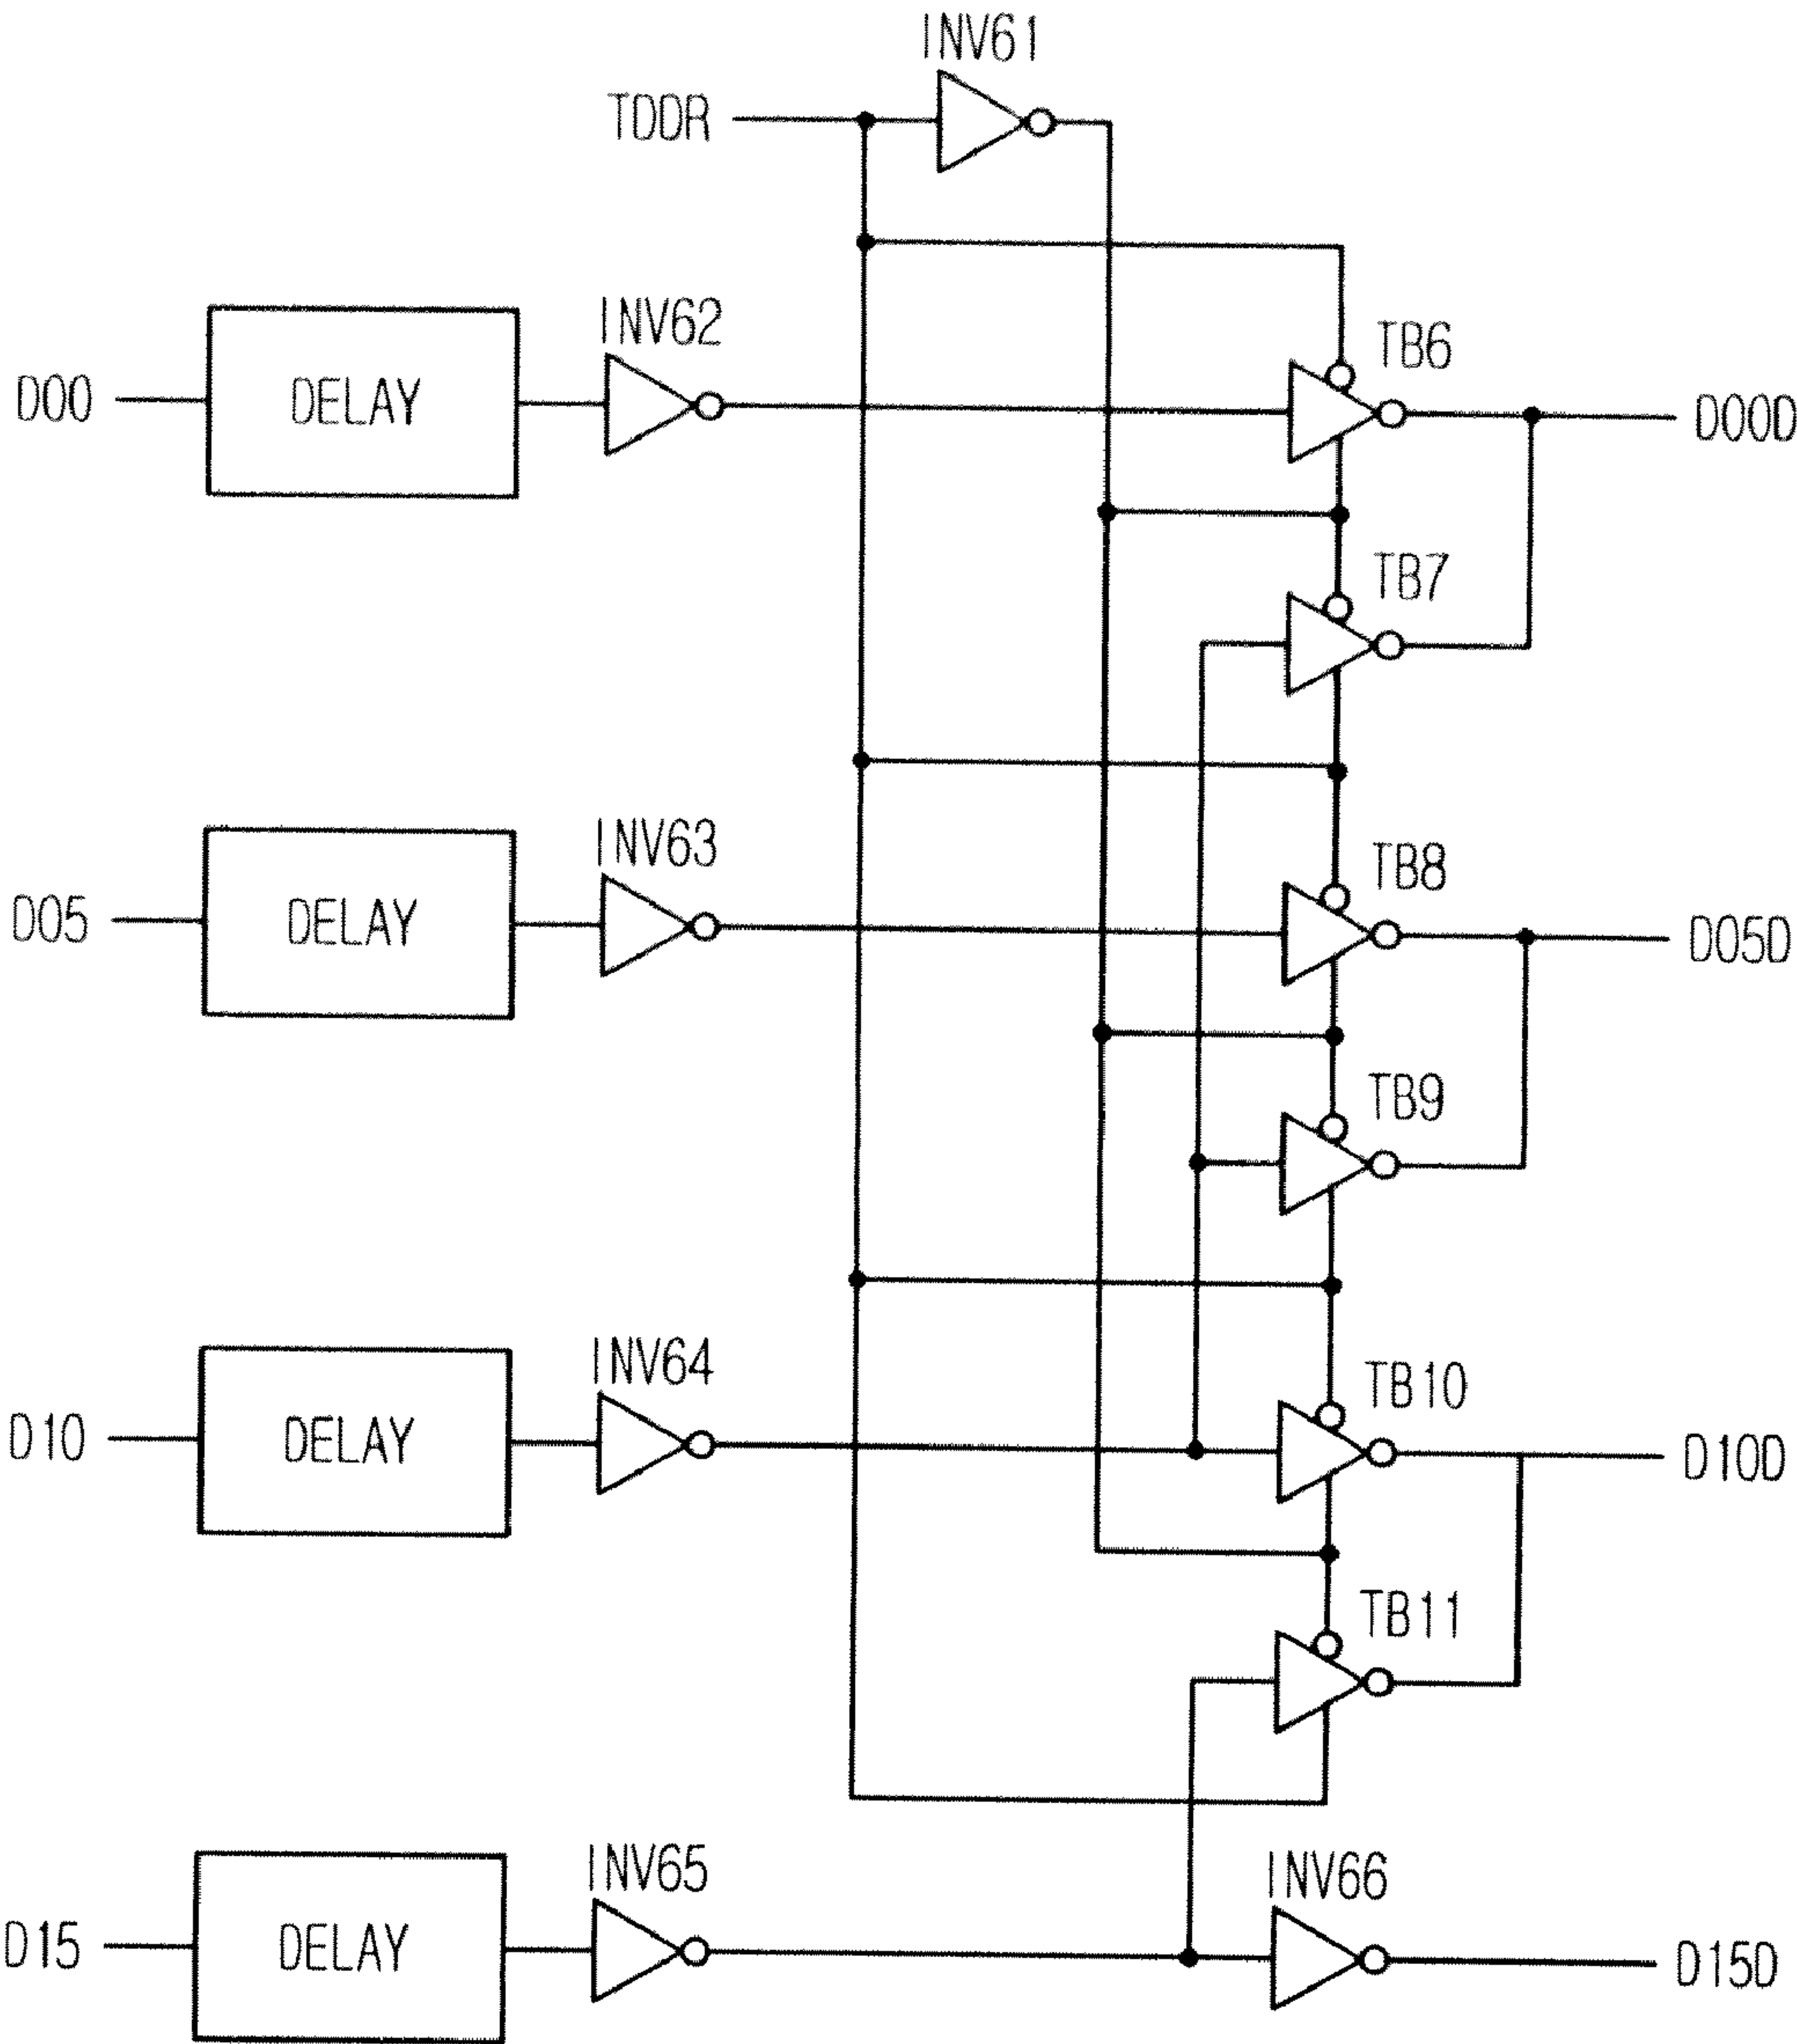 INV61
TDDR
INV62
TB6
D00
DELAY
D00D
TB7
INV63
TB8
D05
DELAY
D05D
TB9
INV64
TB10
D10
DELAY
D10D
TB11
INV65
INV66
D15
DELAY
D15D